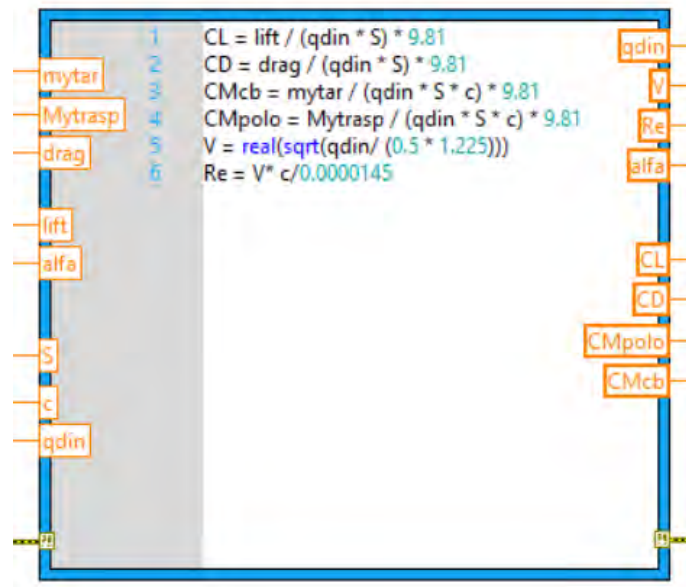 1 CL = lift / (qdin * S) * 9.81
2 CD = drag / (qdin * S) * 9.81
3 CMcb = mytar / (qdin * S * c) * 9.81
4 CMpolo = Mytrasp / (qdin * S * c) * 9.81
5 V = real(sqrt(qdin/ (0.5 * 1.225)))
6 Re = V* c/0.0000145
mytar
Mytrasp
drag
lift
alfa
S
c
qdin
qdin
V
Re
alfa
CL
CD
CMpolo
CMcb